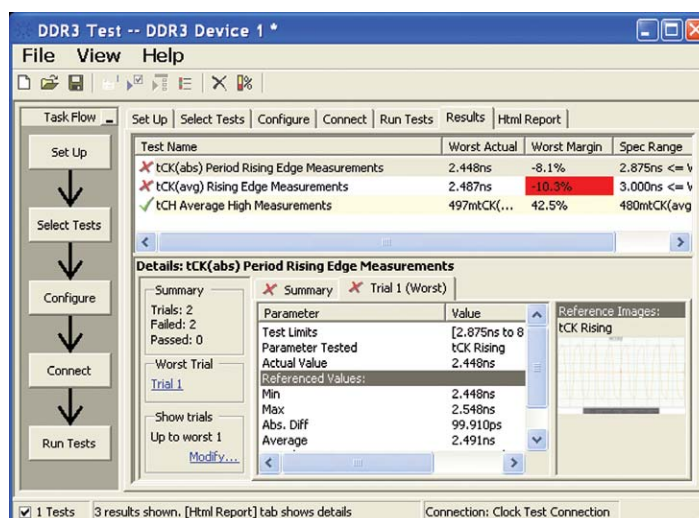 DDR3 Test -- DDR3 Device 1 *
File View Help
Task Flow
Set Up
Select Tests
Configure
Connect
Run Tests
Set Up Select Tests Configure Connect Run Tests Results Html Report
Test Name Worst Actual Worst Margin Spec Range
tCK(abs) Period Rising Edge Measurements 2.448ns -8.1% 2.875ns <= V
tCK(avg) Rising Edge Measurements 2.487ns -10.3% 3.000ns <= V
tCH Average High Measurements 497mtCK(... 42.5% 480mtCK(avg
Details: tCK(abs) Period Rising Edge Measurements
Summary
Trials: 2
Failed: 2
Passed: 0
Worst Trial
Trial 1
Show trials
Up to worst 1
Modify...
Summary Trial 1 (Worst)
Parameter Value
Test Limits [2.875ns to 8
Parameter Tested tCK Rising
Actual Value 2.448ns
Referenced Values:
Min 2.448ns
Max 2.548ns
Abs. Diff 99.910ps
Average 2.491ns
Reference Images:
tCK Rising
1 Tests 3 results shown. [Html Report] tab shows details Connection: Clock Test Connection